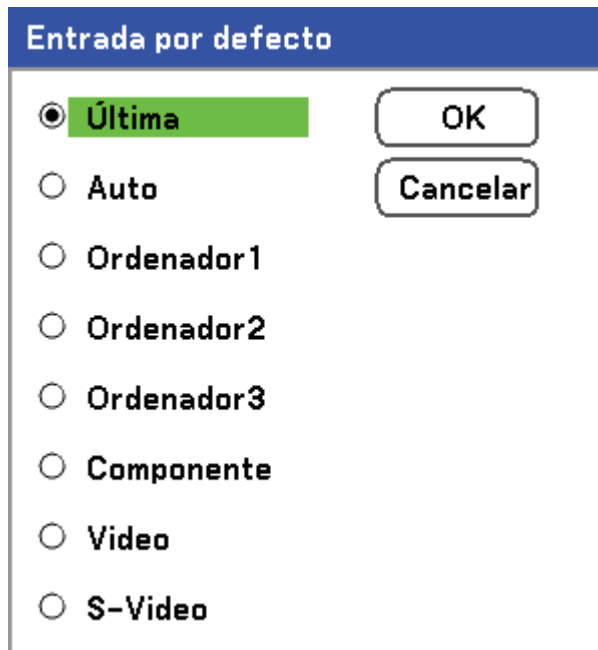 Entrada por defecto
Última
OK
Auto
Cancelar
Ordenador1
Ordenador2
Ordenador3
Componente
Video
S-Video